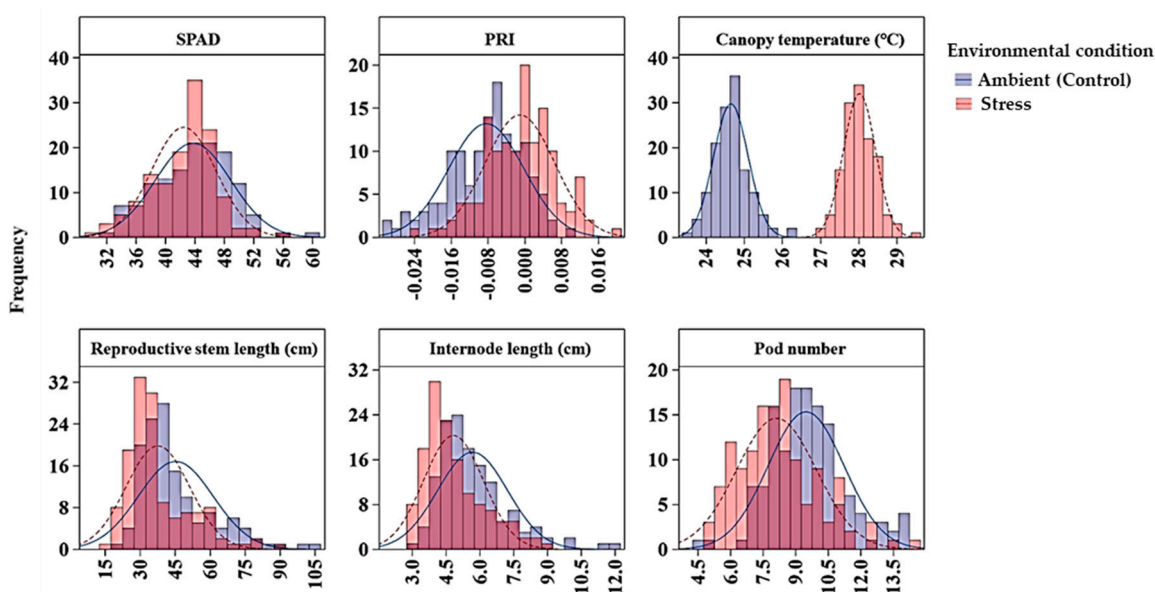 SPAD
PRI
Canopy temperature (°C)
Environmental condition
Ambient (Control)
Stress
40
30
20
10
0
32 36 40 44 48 52 56 60
20
15
10
5
0
-0.024 -0.016 -0.008 0.000 0.008 0.016
40
30
20
10
0
24 25 26 27 28 29
Frequency
Reproductive stem length (cm)
Internode length (cm)
Pod number
32
24
16
8
0
15 30 45 60 75 90 105
32
24
16
8
0
3.0 4.5 6.0 7.5 9.0 10.5 12.0
20
15
10
5
0
4.5 6.0 7.5 9.0 10.5 12.0 13.5